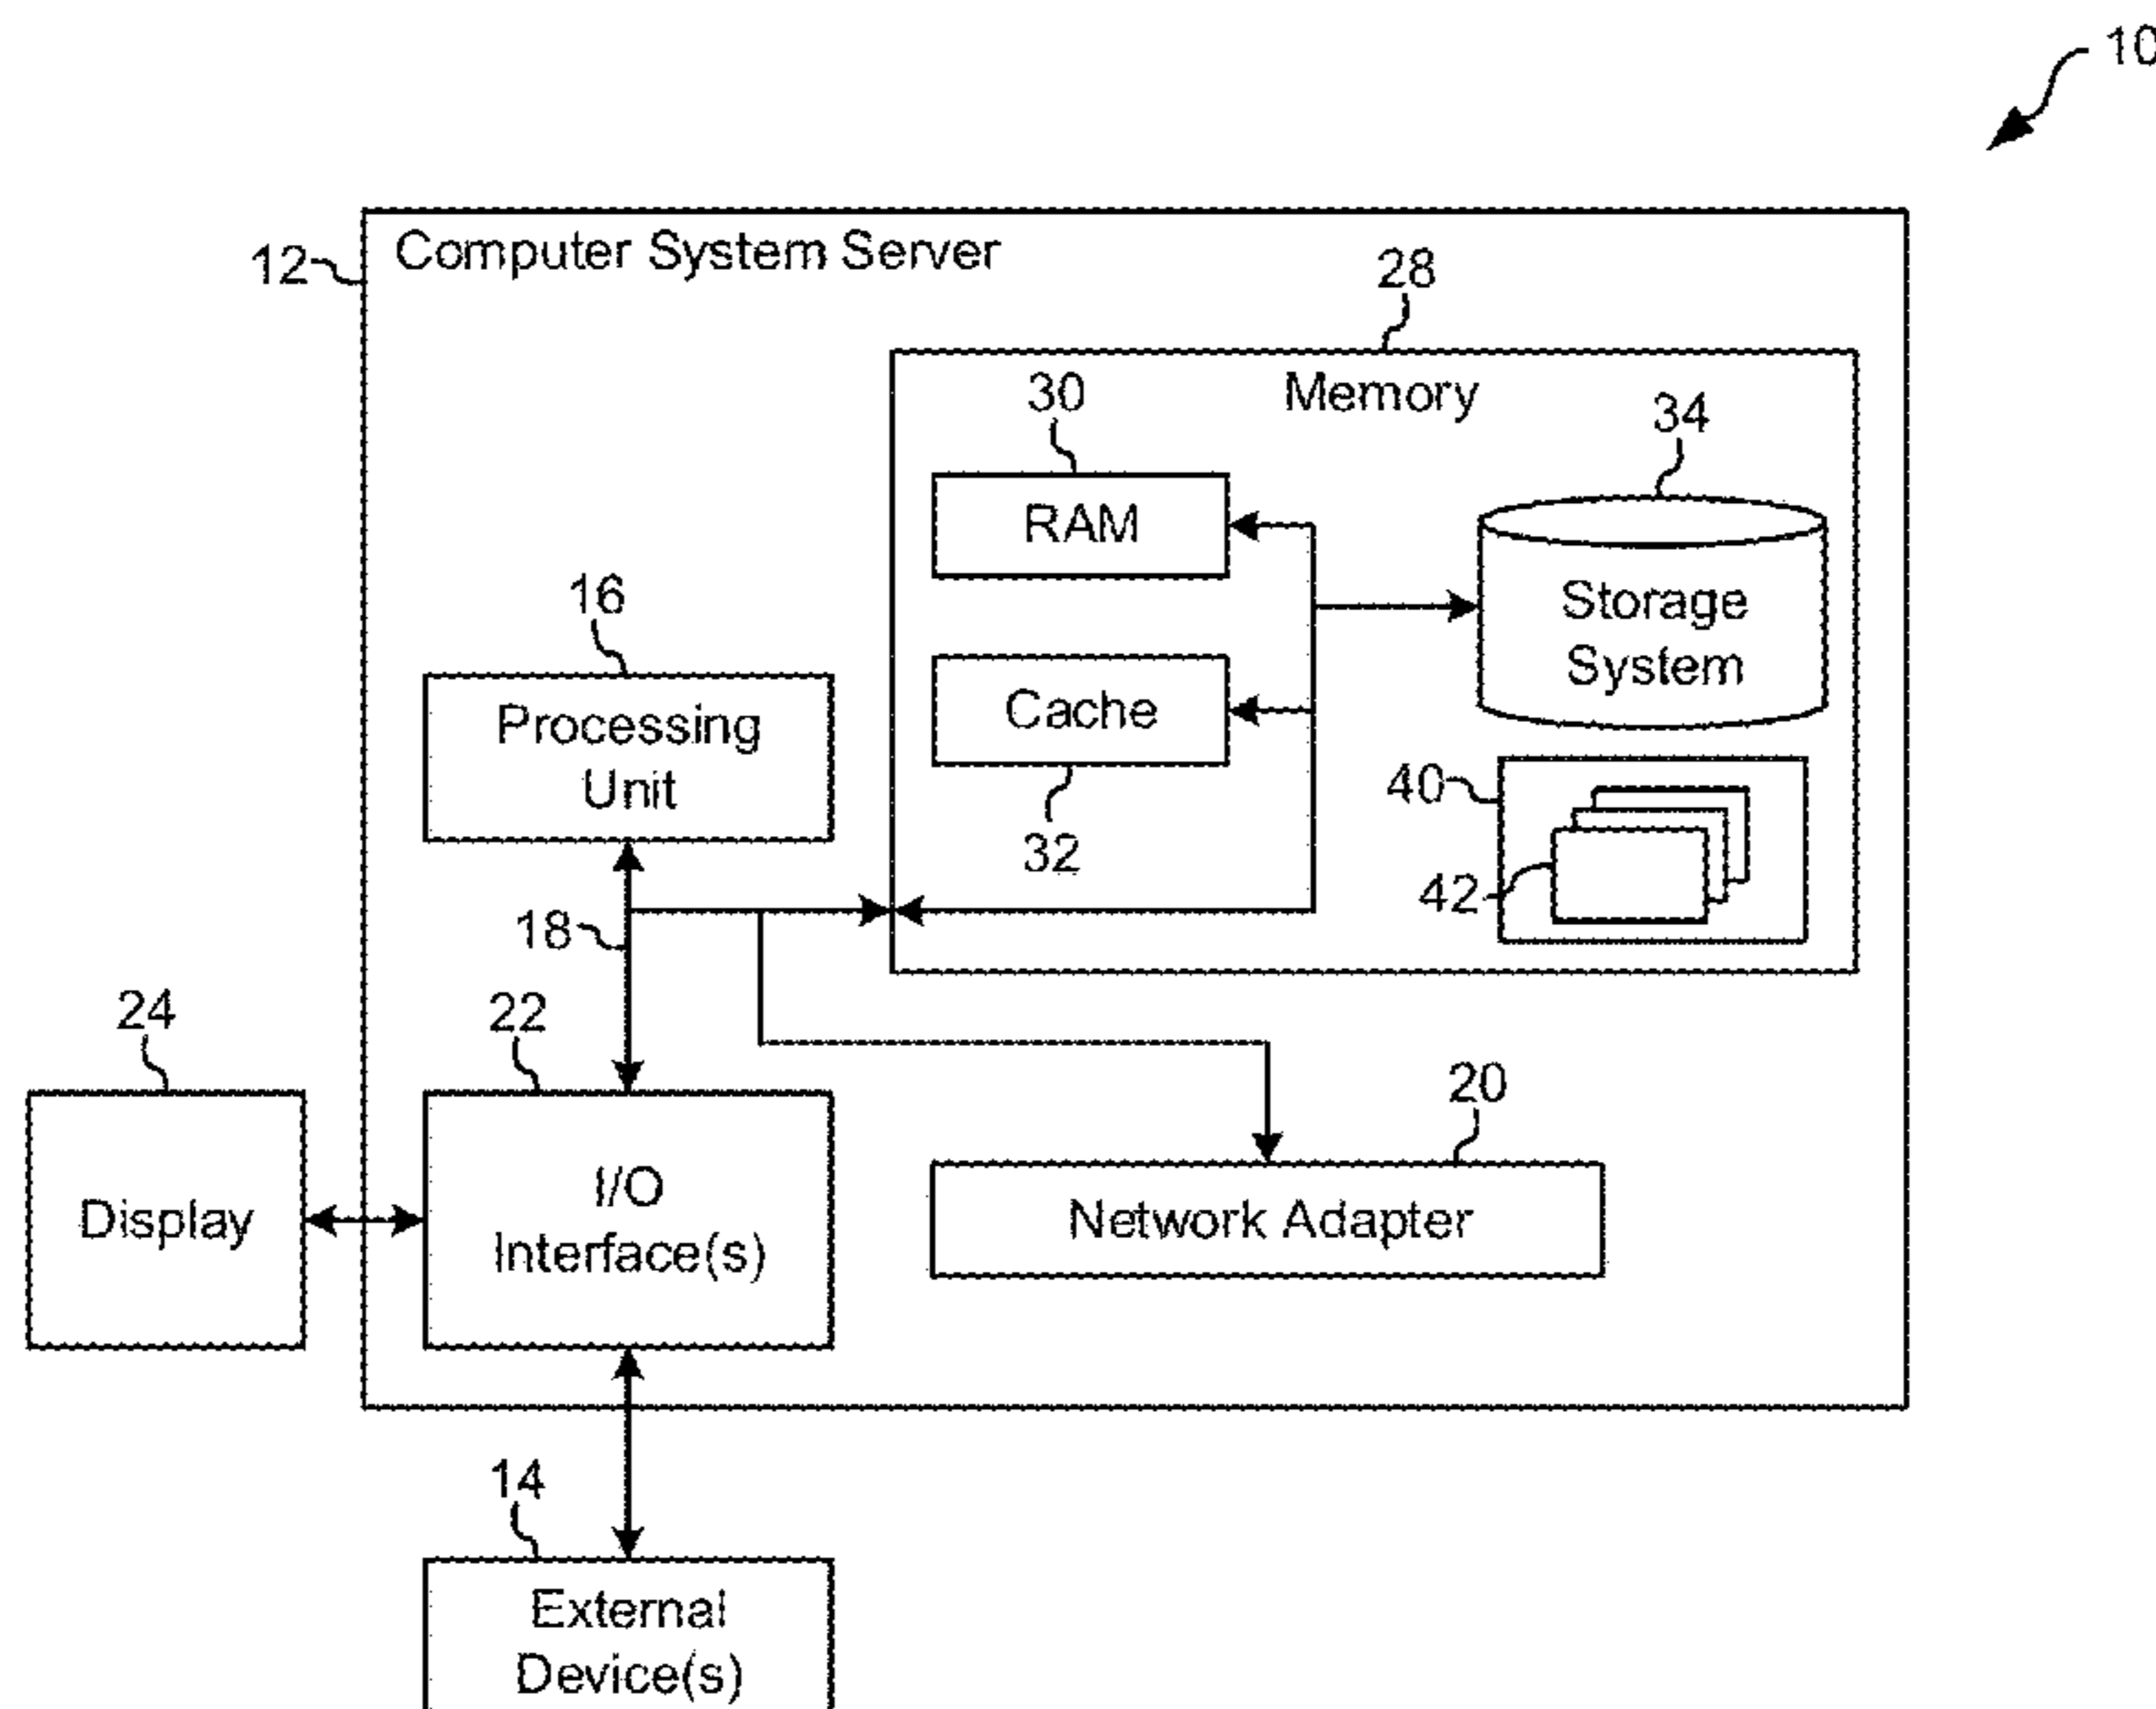 10
12
Computer System Server
28
Memory
30
34
RAM
Storage
System
16
Processing
Unit
Cache
32
40
42
18
24
22
20
Display
I/O
Interface(s)
Network Adapter
14
External
Device(s)